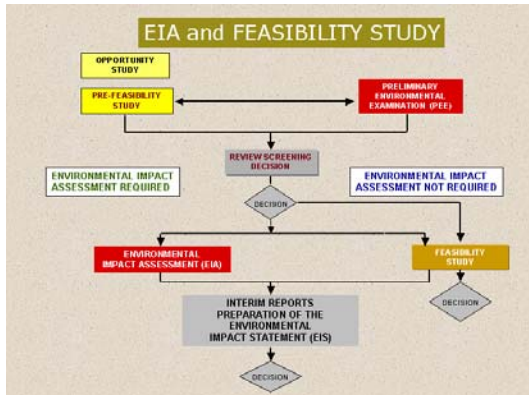 EIA and FEASIBILITY STUDY
OPPORTUNITY
STUDY
PRE-FEASIBILITY
STUDY
PRELIMINARY
ENVIRONMENTAL
EXAMINATION (PEE)
REVIEW SCREENING
DECISION
ENVIRONMENTAL IMPACT
ASSESSMENT REQUIRED
ENVIRONMENTAL IMPACT
ASSESSMENT NOT REQUIRED
DECISION
ENVIRONMENTAL
IMPACT ASSESSMENT (EIA)
FEASIBILITY
STUDY
INTERIM REPORTS
PREPARATION OF THE
ENVIRONMENTAL
IMPACT STATEMENT (EIS)
DECISION
DECISION